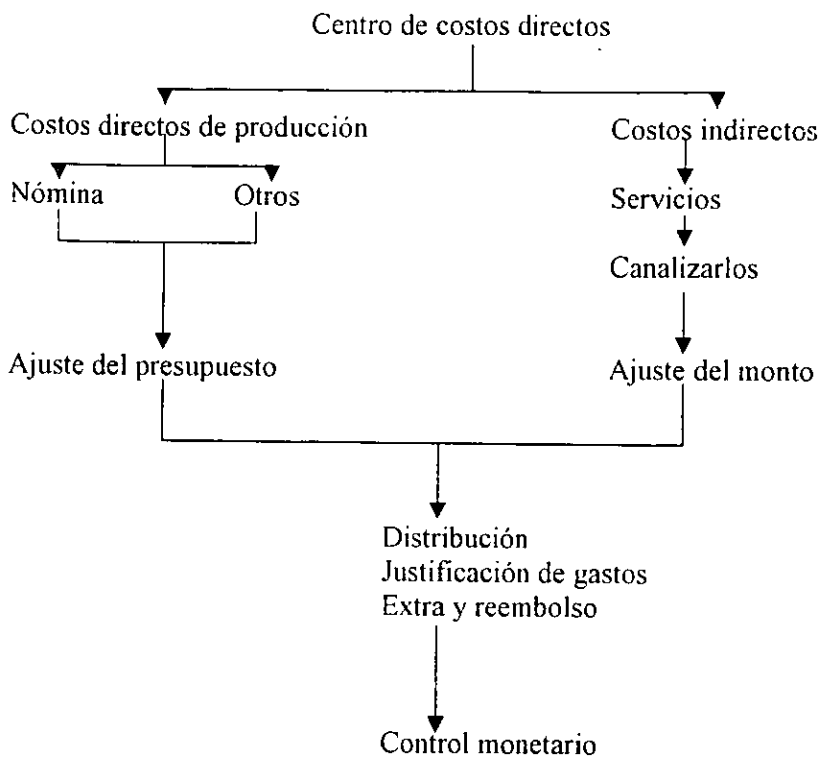 Centro de costos directos
Costos directos de producción
Costos indirectos
Nómina
Otros
Servicios
Canalizarlos
Ajuste del presupuesto
Ajuste del monto
Distribución
Justificación de gastos
Extra y reembolso
Control monetario